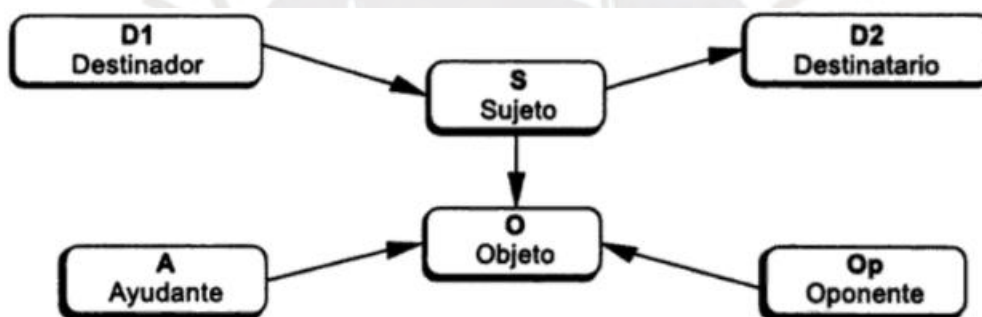 D1
Destinador
D2
Destinatario
S
Sujeto
O
Objeto
A
Ayudante
Op
Oponente